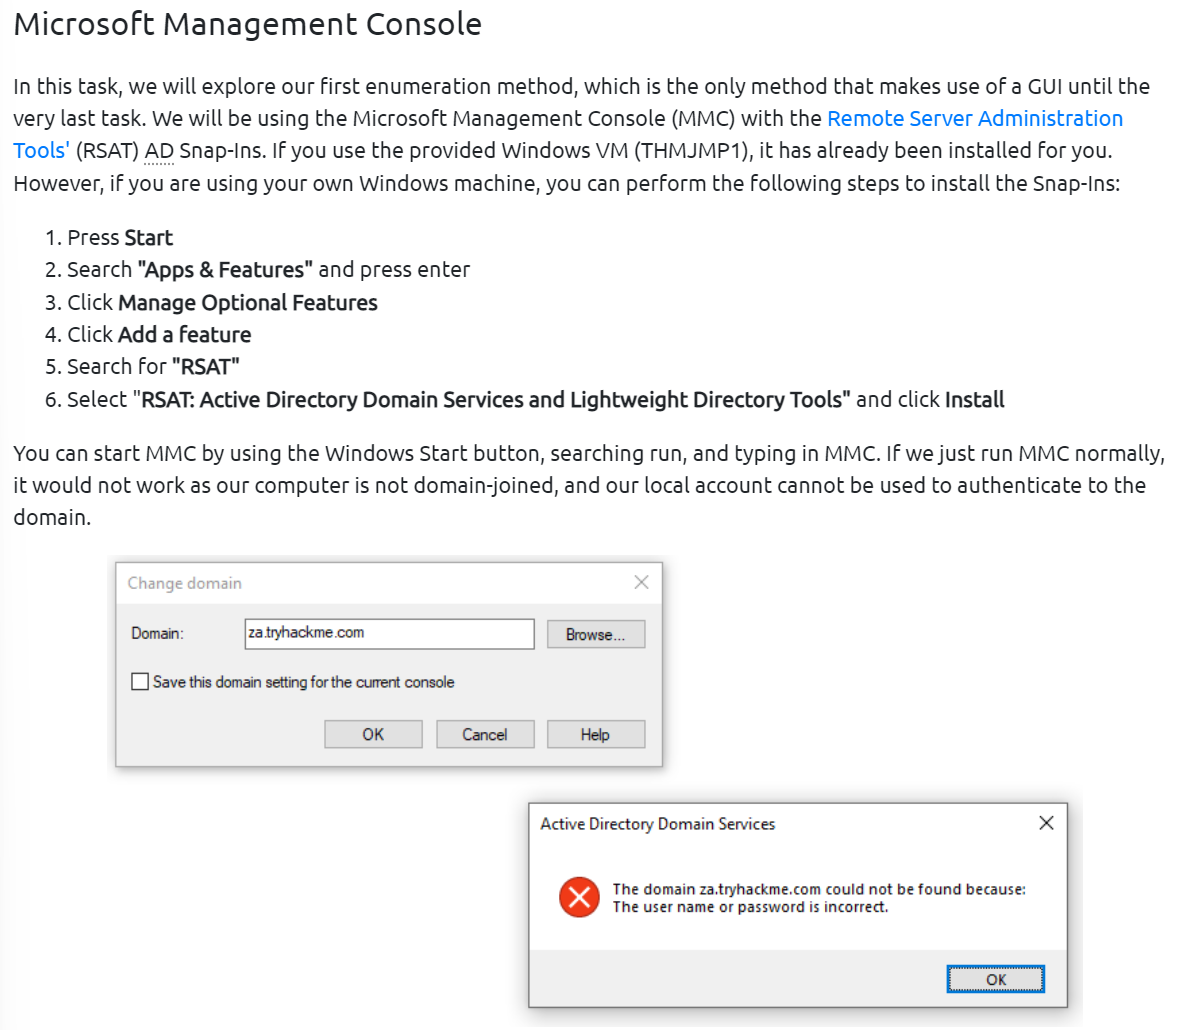 Microsoft Management Console
In this task, we will explore our first enumeration method, which is the only method that makes use of a GUI until the
very last task. We will be using the Microsoft Management Console (MMC) with the Remote Server Administration
Tools' (RSAT) AD Snap-Ins. If you use the provided Windows VM (THMJMP1), it has already been installed for you.
However, if you are using your own Windows machine, you can perform the following steps to install the Snap-Ins:
1. Press Start
2. Search "Apps & Features" and press enter
3. Click Manage Optional Features
4. Click Add a feature
5. Search for "RSAT"
6. Select "RSAT: Active Directory Domain Services and Lightweight Directory Tools" and click Install
You can start MMC by using the Windows Start button, searching run, and typing in MMC. If we just run MMC normally,
it would not work as our computer is not domain-joined, and our local account cannot be used to authenticate to the
domain.
Change domain
Domain: za.tryhackme.com Browse...
Save this domain setting for the current console
OK Cancel Help
Active Directory Domain Services
The domain za.tryhackme.com could not be found because:
The user name or password is incorrect.
OK